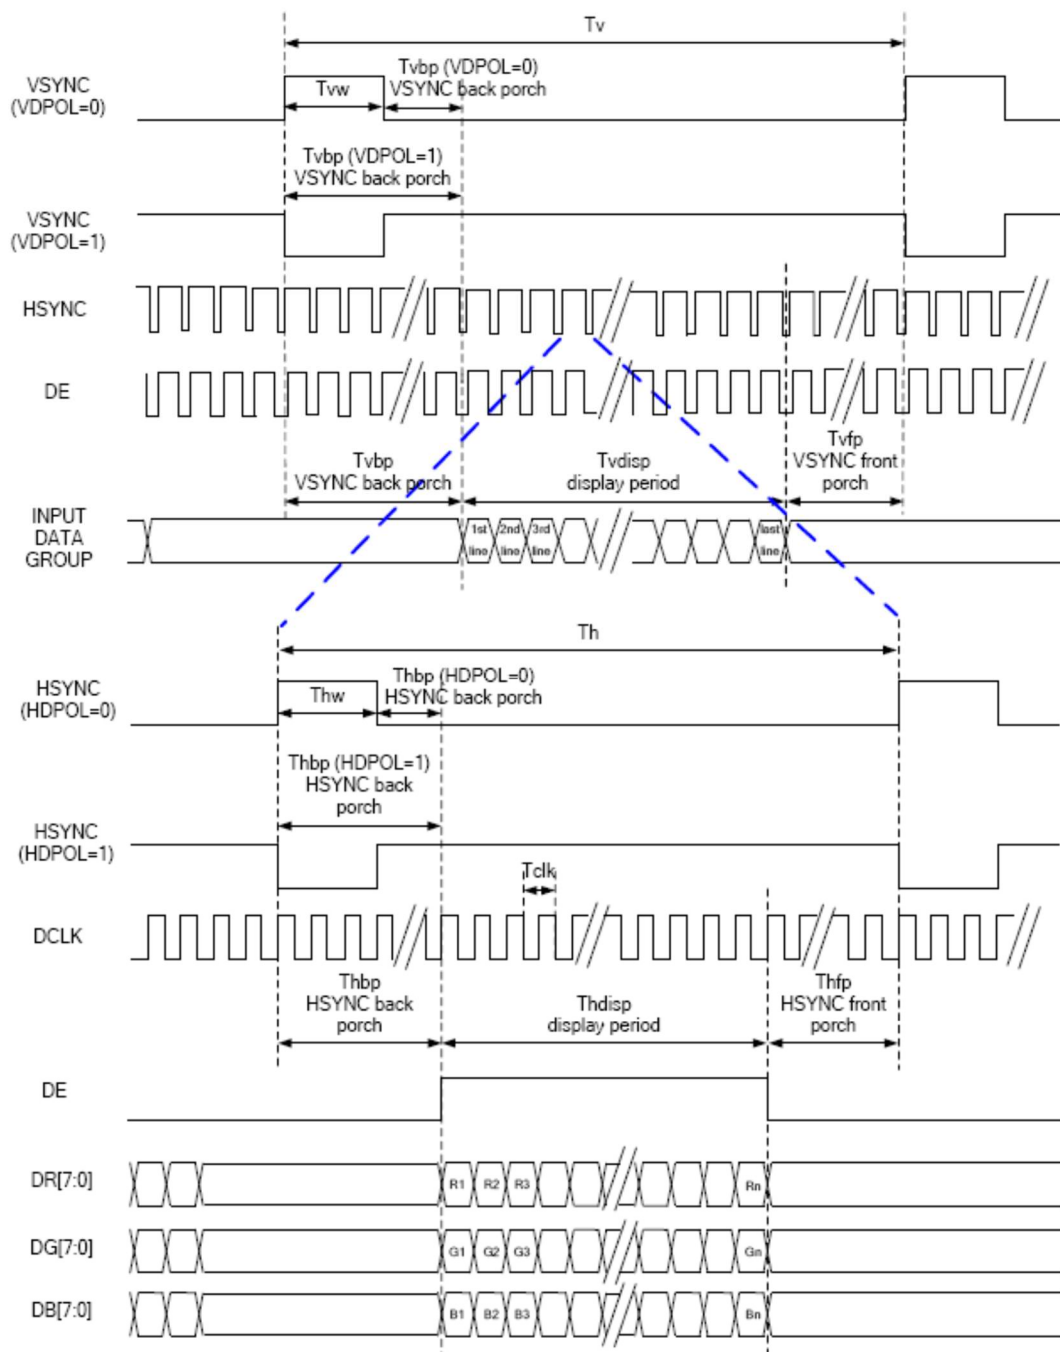 Tv
VSYNC
(VDPOL=0)
Tvw
Tvbp (VDPOL=0)
VSYNC back porch
Tvbp (VDPOL=1)
VSYNC back porch
VSYNC
(VDPOL=1)
HSYNC
DE
Tvbp
VSYNC back porch
Tvdisp
display period
Tvfp
VSYNC front
porch
INPUT
DATA
GROUP
1st
line
2nd
line
3rd
line
last
line
Th
HSYNC
(HDPOL=0)
Thw
Thbp (HDPOL=0)
HSYNC back porch
Thbp (HDPOL=1)
HSYNC back
porch
HSYNC
(HDPOL=1)
Tclk
DCLK
Thbp
HSYNC back
porch
Thdisp
display period
Thfp
HSYNC front
porch
DE
DR[7:0]
R1 R2 R3 Rn
DG[7:0]
G1 G2 G3 Gn
DB[7:0]
B1 B2 B3 Bn